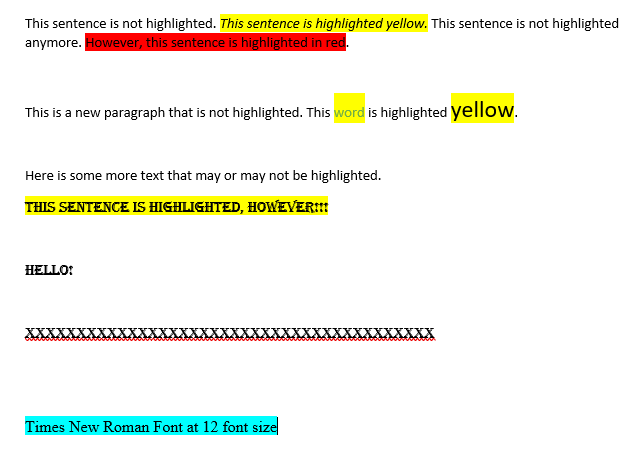 This sentence is not highlighted. This sentence is highlighted yellow. This sentence is not highlighted
anymore. However, this sentence is highlighted in red.
This is a new paragraph that is not highlighted. This word is highlighted yellow.
Here is some more text that may or may not be highlighted.
THIS SENTENCE IS HIGHLIGHTED, HOWEVER!!!
HELLO!
XXXXXXXXXXXXXXXXXXXXXXXXXXXXXXXXXXXXXXXX
Times New Roman Font at 12 font size